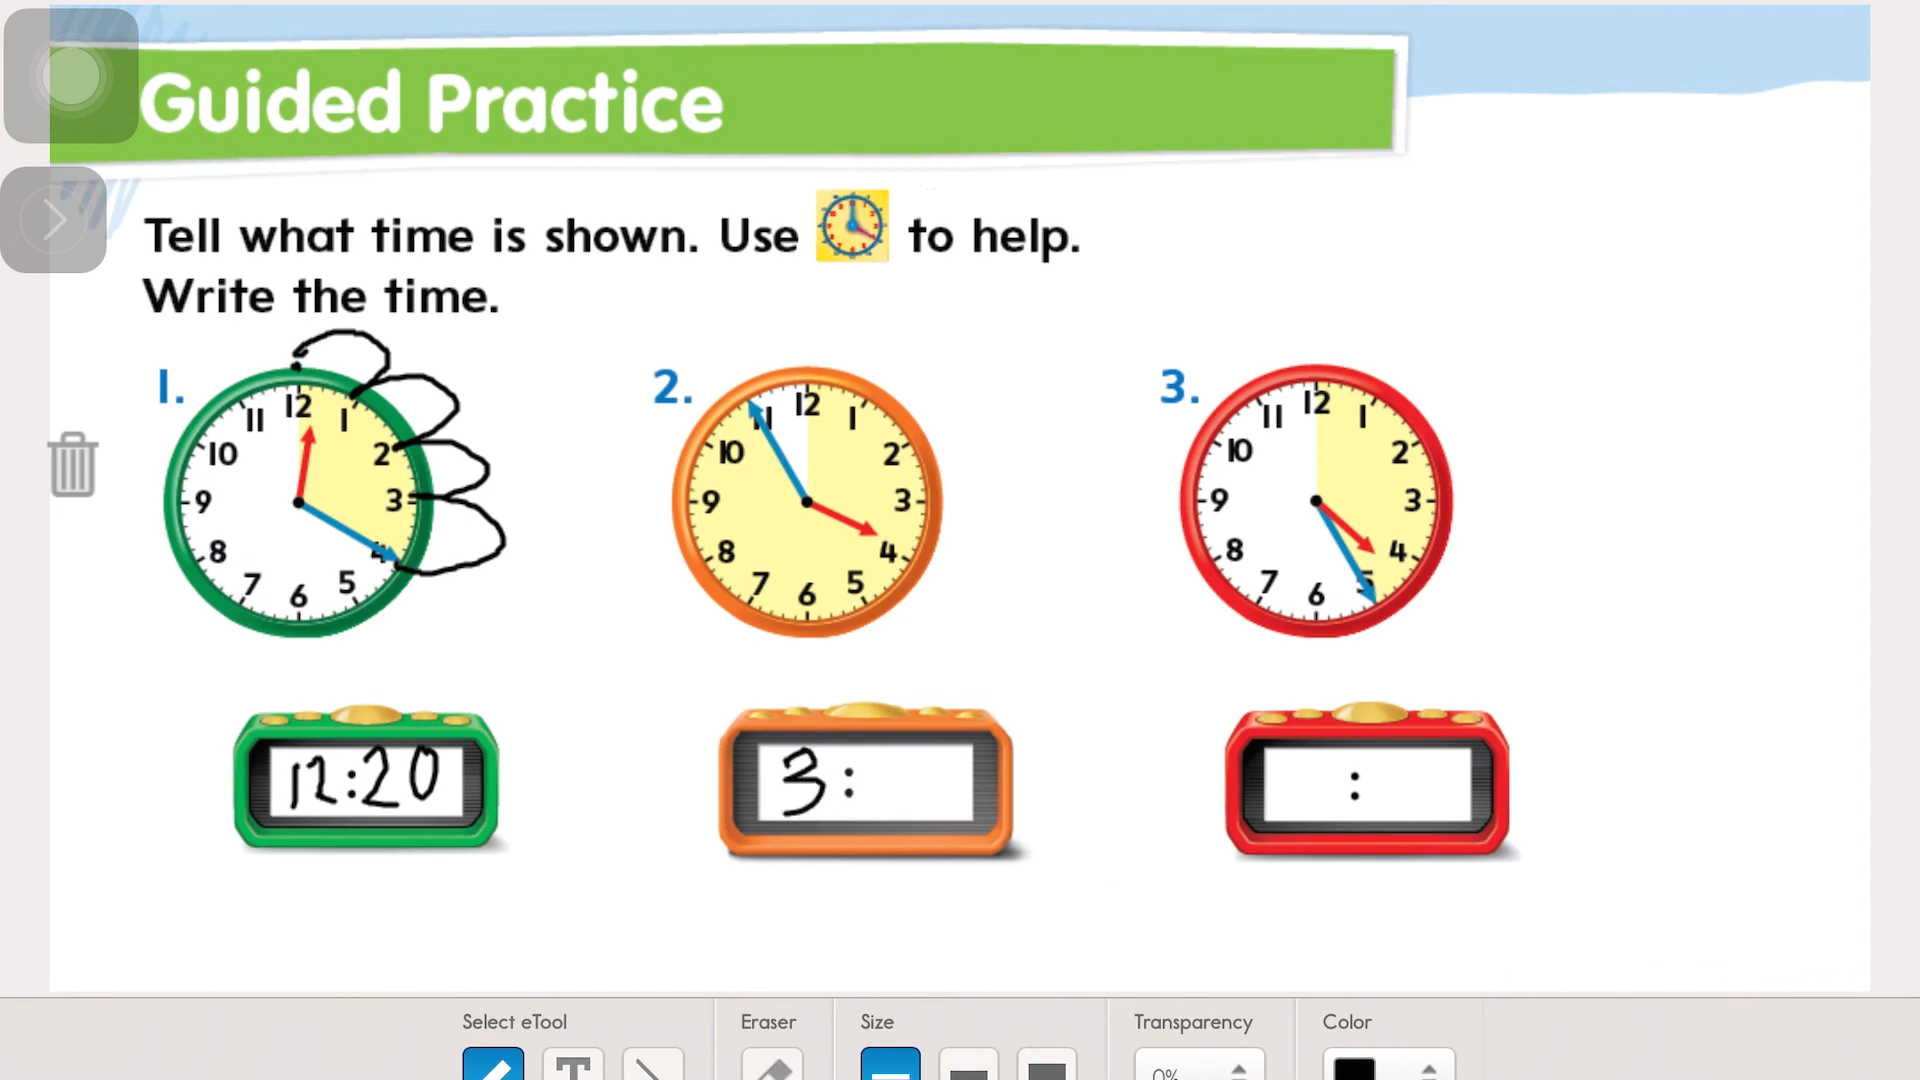 Guided Practice
Tell what time is shown. Use to help.
Write the time.
1.
12 1 2 3 4 5 6 7 8 9 10 11
2.
12 1 2 3 4 5 6 7 8 9 10 11
3.
12 1 2 3 4 5 6 7 8 9 10 11
12:20
3:
:
Select eTool
Eraser
Size
Transparency
Color
T
0%